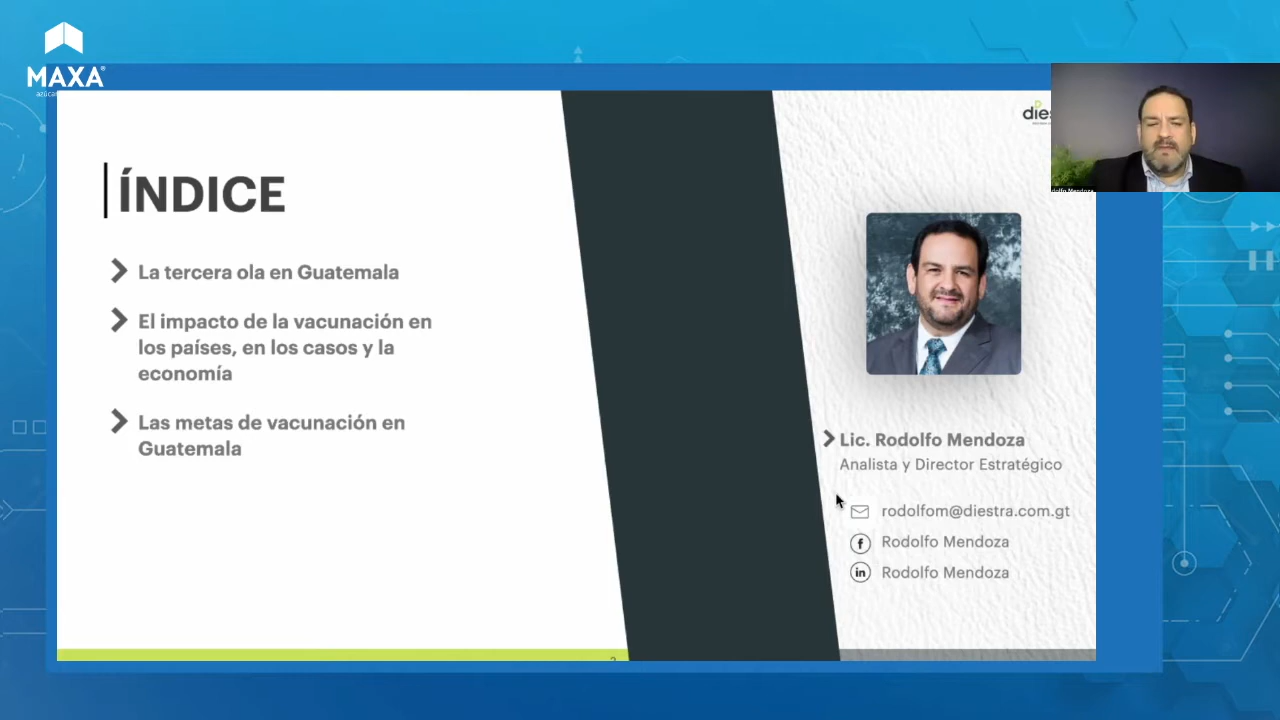 MAXA
ÍNDICE
La tercera ola en Guatemala
El impacto de la vacunación en
los países, en los casos y la
economía
Las metas de vacunación en
Guatemala
Lic. Rodolfo Mendoza
Analista y Director Estratégico
rodolfom@diestra.com.gt
Rodolfo Mendoza
Rodolfo Mendoza